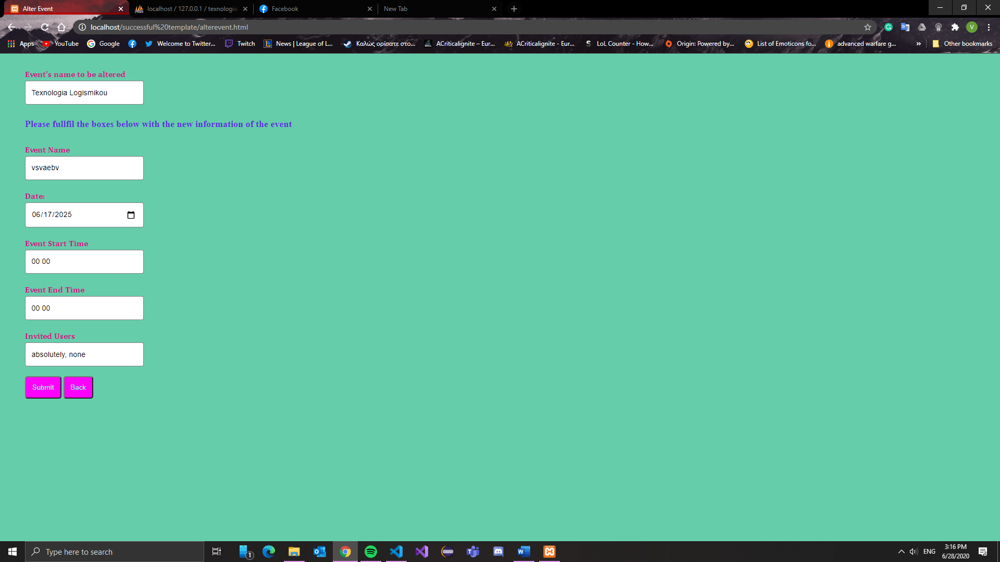 Alter Event
localhost / 127.0.0.1 / texnologia
Facebook
New Tab
localhost/successful%20template/alterevent.html
V
Apps
YouTube
Google
Welcome to Twitter...
Twitch
News | League of L...
Καλώς ορίσατε στο...
ACriticalignite – Eur...
ACriticalignite - Eur...
LoL Counter - How...
Origin: Powered by...
List of Emoticons fo...
advanced warfare g...
»
Other bookmarks
Event's name to be altered
Texnologia Logismikou
Please fullfil the boxes below with the new information of the event
Event Name
vsvaebv
Date:
06/17/2025
Event Start Time
00 00
Event End Time
00 00
Invited Users
absolutely, none
Submit Back
Type here to search
1
ENG
3:16 PM
6/28/2020